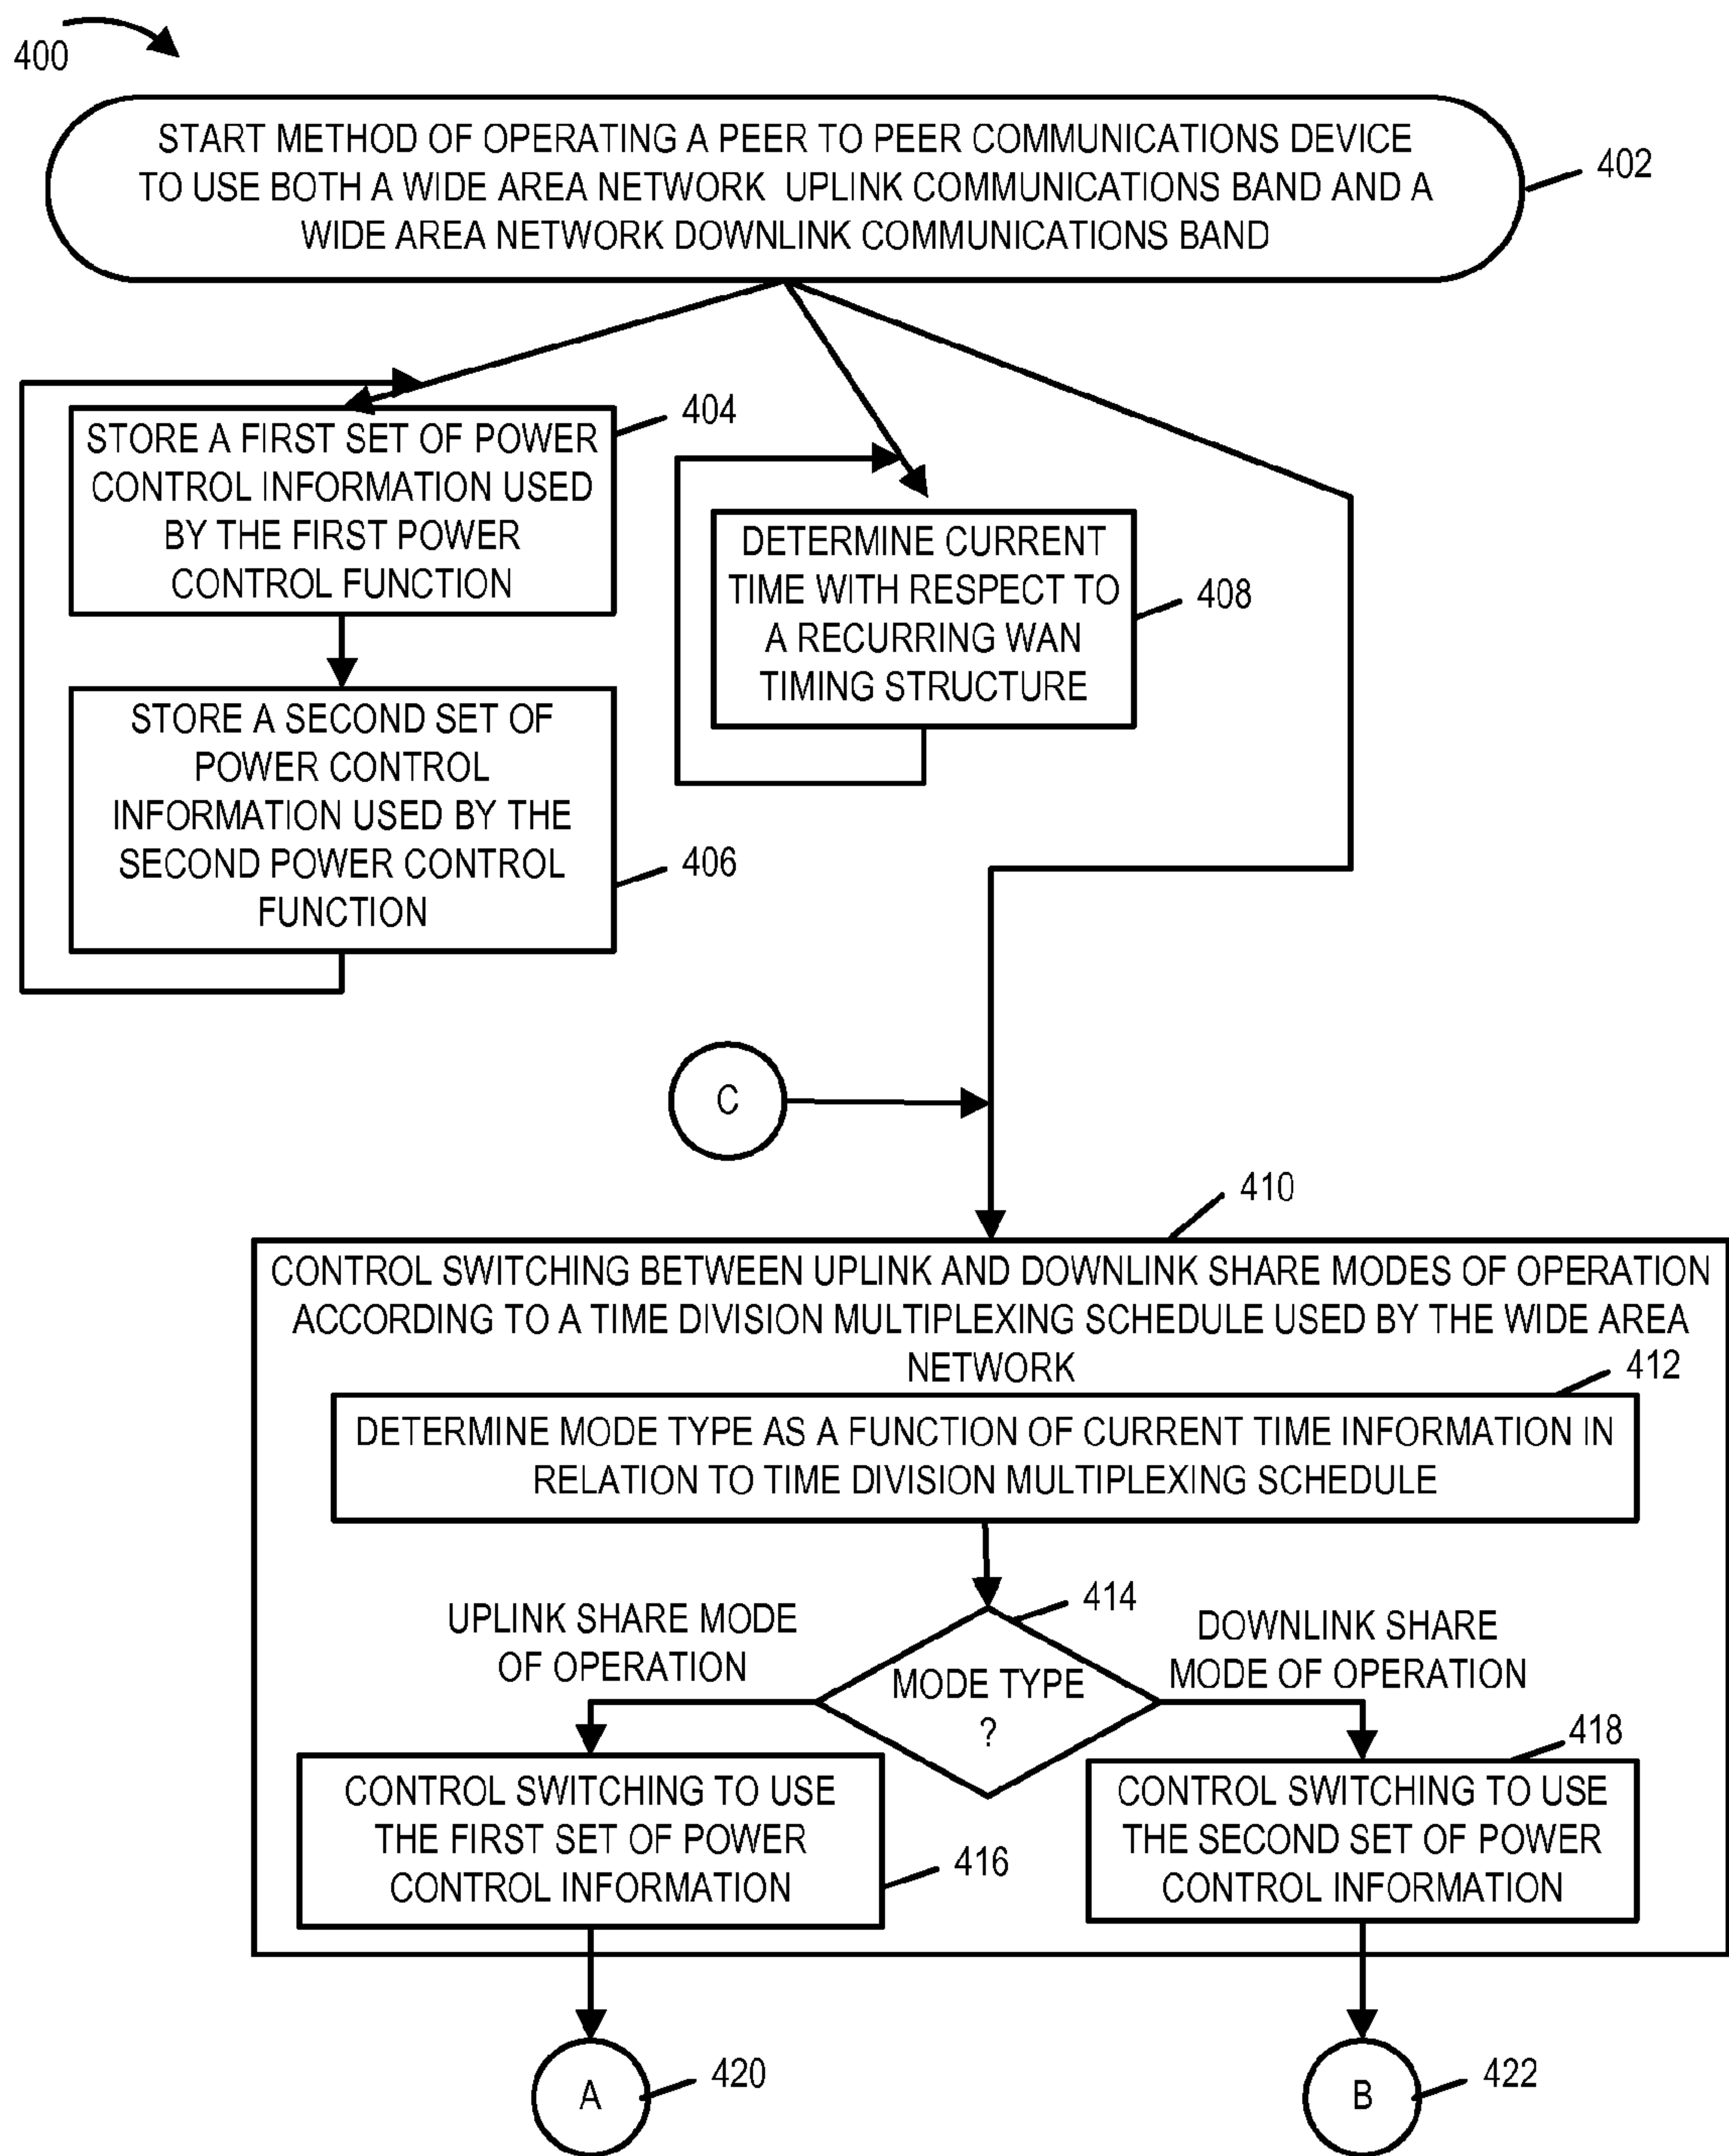 400
START METHOD OF OPERATING A PEER TO PEER COMMUNICATIONS DEVICE
TO USE BOTH A WIDE AREA NETWORK UPLINK COMMUNICATIONS BAND AND A
WIDE AREA NETWORK DOWNLINK COMMUNICATIONS BAND
402
STORE A FIRST SET OF POWER
CONTROL INFORMATION USED
BY THE FIRST POWER
CONTROL FUNCTION
404
DETERMINE CURRENT
TIME WITH RESPECT TO
A RECURRING WAN
TIMING STRUCTURE
408
STORE A SECOND SET OF
POWER CONTROL
INFORMATION USED BY THE
SECOND POWER CONTROL
FUNCTION
406
C
410
CONTROL SWITCHING BETWEEN UPLINK AND DOWNLINK SHARE MODES OF OPERATION
ACCORDING TO A TIME DIVISION MULTIPLEXING SCHEDULE USED BY THE WIDE AREA
NETWORK
412
DETERMINE MODE TYPE AS A FUNCTION OF CURRENT TIME INFORMATION IN
RELATION TO TIME DIVISION MULTIPLEXING SCHEDULE
414
UPLINK SHARE MODE
OF OPERATION
MODE TYPE
?
DOWNLINK SHARE
MODE OF OPERATION
CONTROL SWITCHING TO USE
THE FIRST SET OF POWER
CONTROL INFORMATION
416
418
CONTROL SWITCHING TO USE
THE SECOND SET OF POWER
CONTROL INFORMATION
A
420
B
422